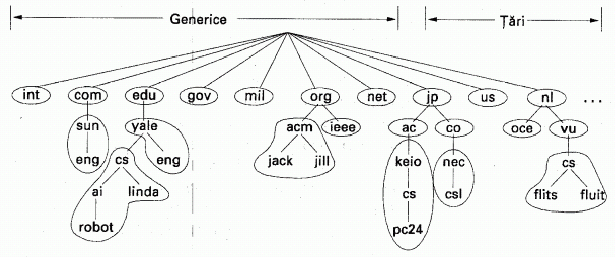 Generice Țări
int com edu gov mil org net jp us nl ...
sun yale acm ieee ac co oce vu
eng cs eng jack jill keio nec cs
ai linda cs csl flits fluit
robot pc24